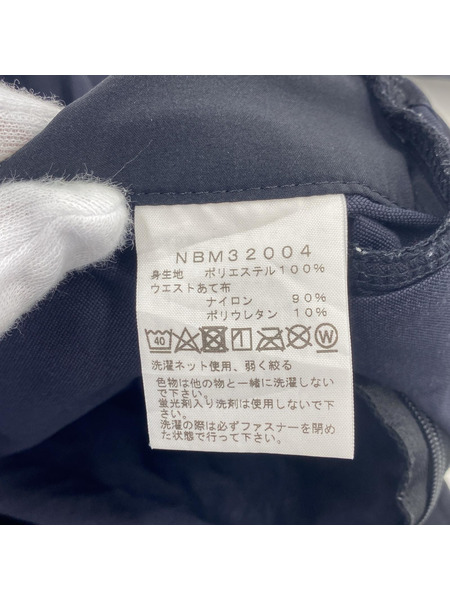 NBM32004
身生地 ポリエステル100%
ウエストあて布
ナイロン 90%
ポリウレタン 10%
40 W
洗濯ネット使用、弱く絞る
色物は他の物と一緒に洗濯しない
で下さい。
蛍光剤入り洗剤は使用しないで
下さい。
洗濯の際は必ずファスナーを閉め
た状態で行って下さい。